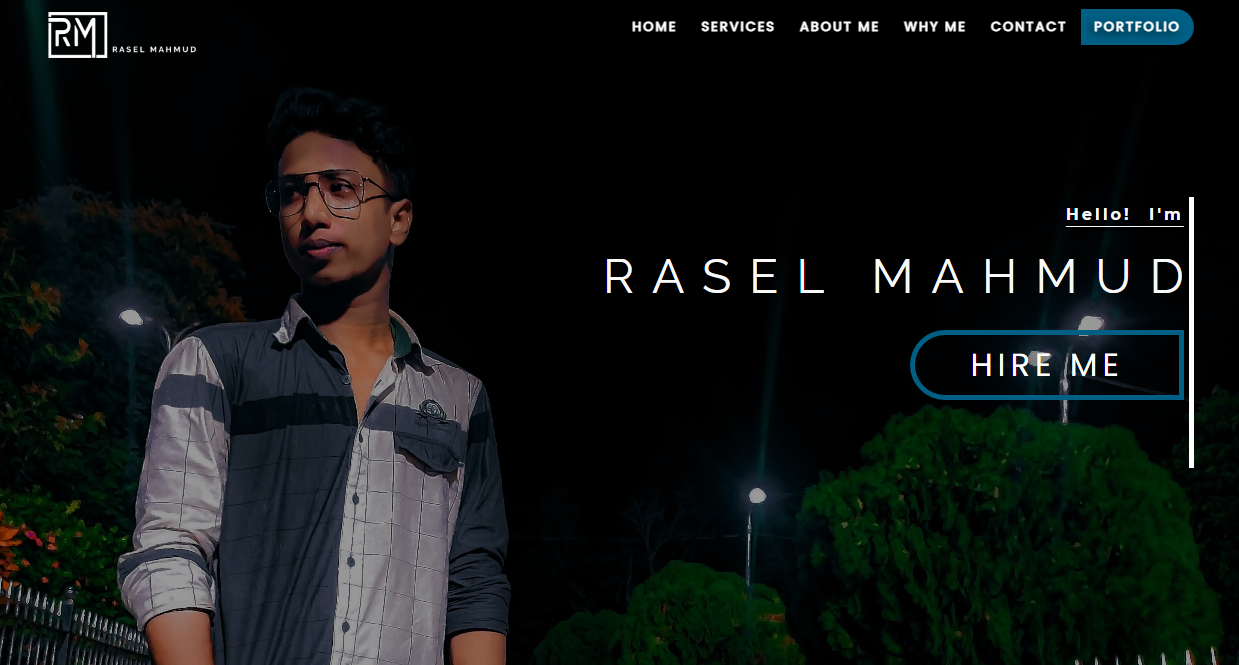 RM RASEL MAHMUD
HOME SERVICES ABOUT ME WHY ME CONTACT PORTFOLIO
Hello! I'm
RASEL MAHMUD
HIRE ME